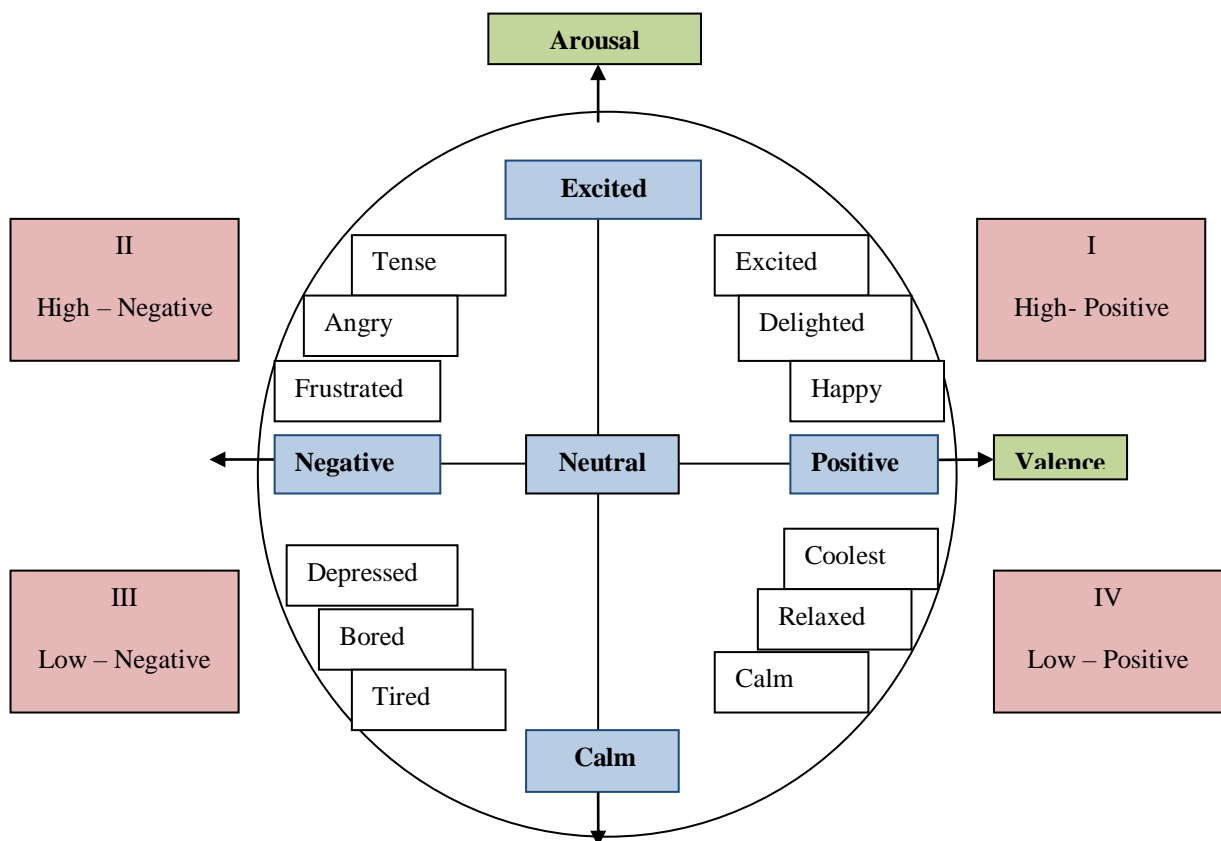 Arousal
Excited
II
High – Negative
I
High- Positive
Tense
Angry
Frustrated
Excited
Delighted
Happy
Negative
Neutral
Positive
Valence
Depressed
Bored
Tired
Coolest
Relaxed
Calm
III
Low – Negative
IV
Low – Positive
Calm